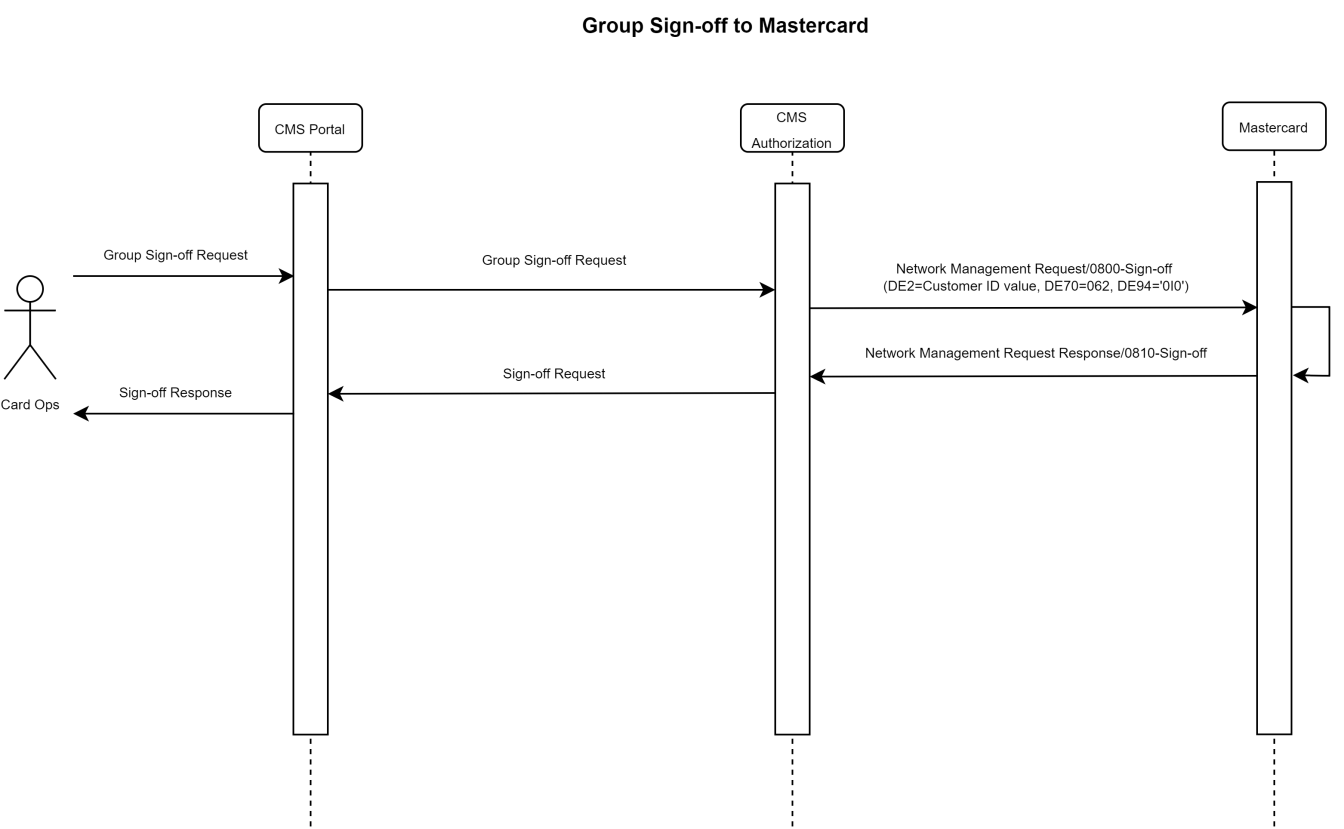 Group Sign-off to Mastercard
CMS Portal
CMS
Authorization
Mastercard
Group Sign-off Request
Group Sign-off Request
Network Management Request/0800-Sign-off
(DE2=Customer ID value, DE70=062, DE94='0I0')
Network Management Request Response/0810-Sign-off
Sign-off Request
Sign-off Response
Card Ops